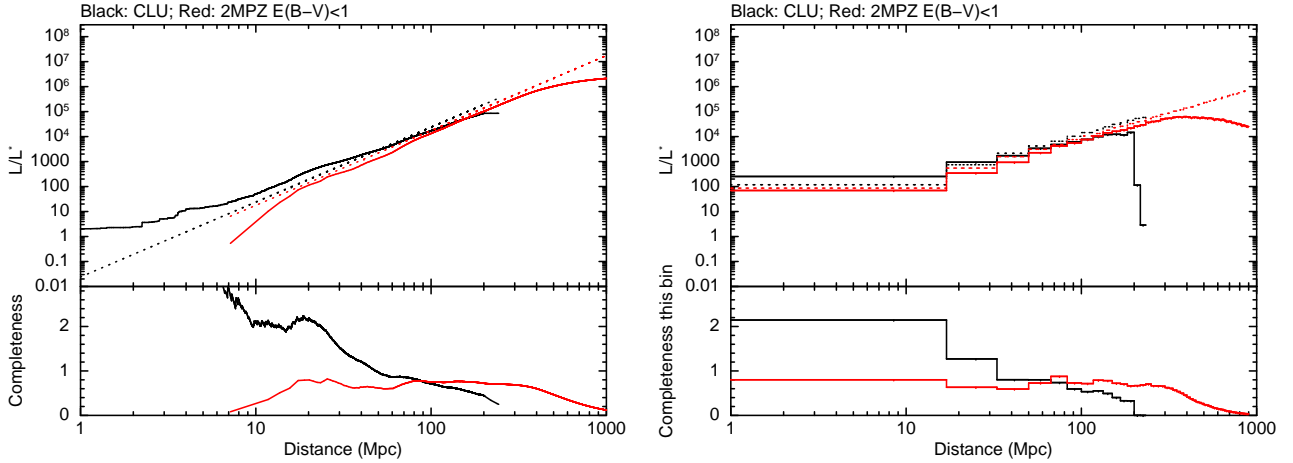 Black: CLU; Red: 2MPZ E(B−V)<1
L/L*
10⁸
10⁷
10⁶
10⁵
10⁴
1000
100
10
1
0.1
0.01
Completeness
2
1
0
1 10 100 1000
Distance (Mpc)
Black: CLU; Red: 2MPZ E(B−V)<1
L/L*
10⁸
10⁷
10⁶
10⁵
10⁴
1000
100
10
1
0.1
0.01
Completeness this bin
2
1
0
1 10 100 1000
Distance (Mpc)